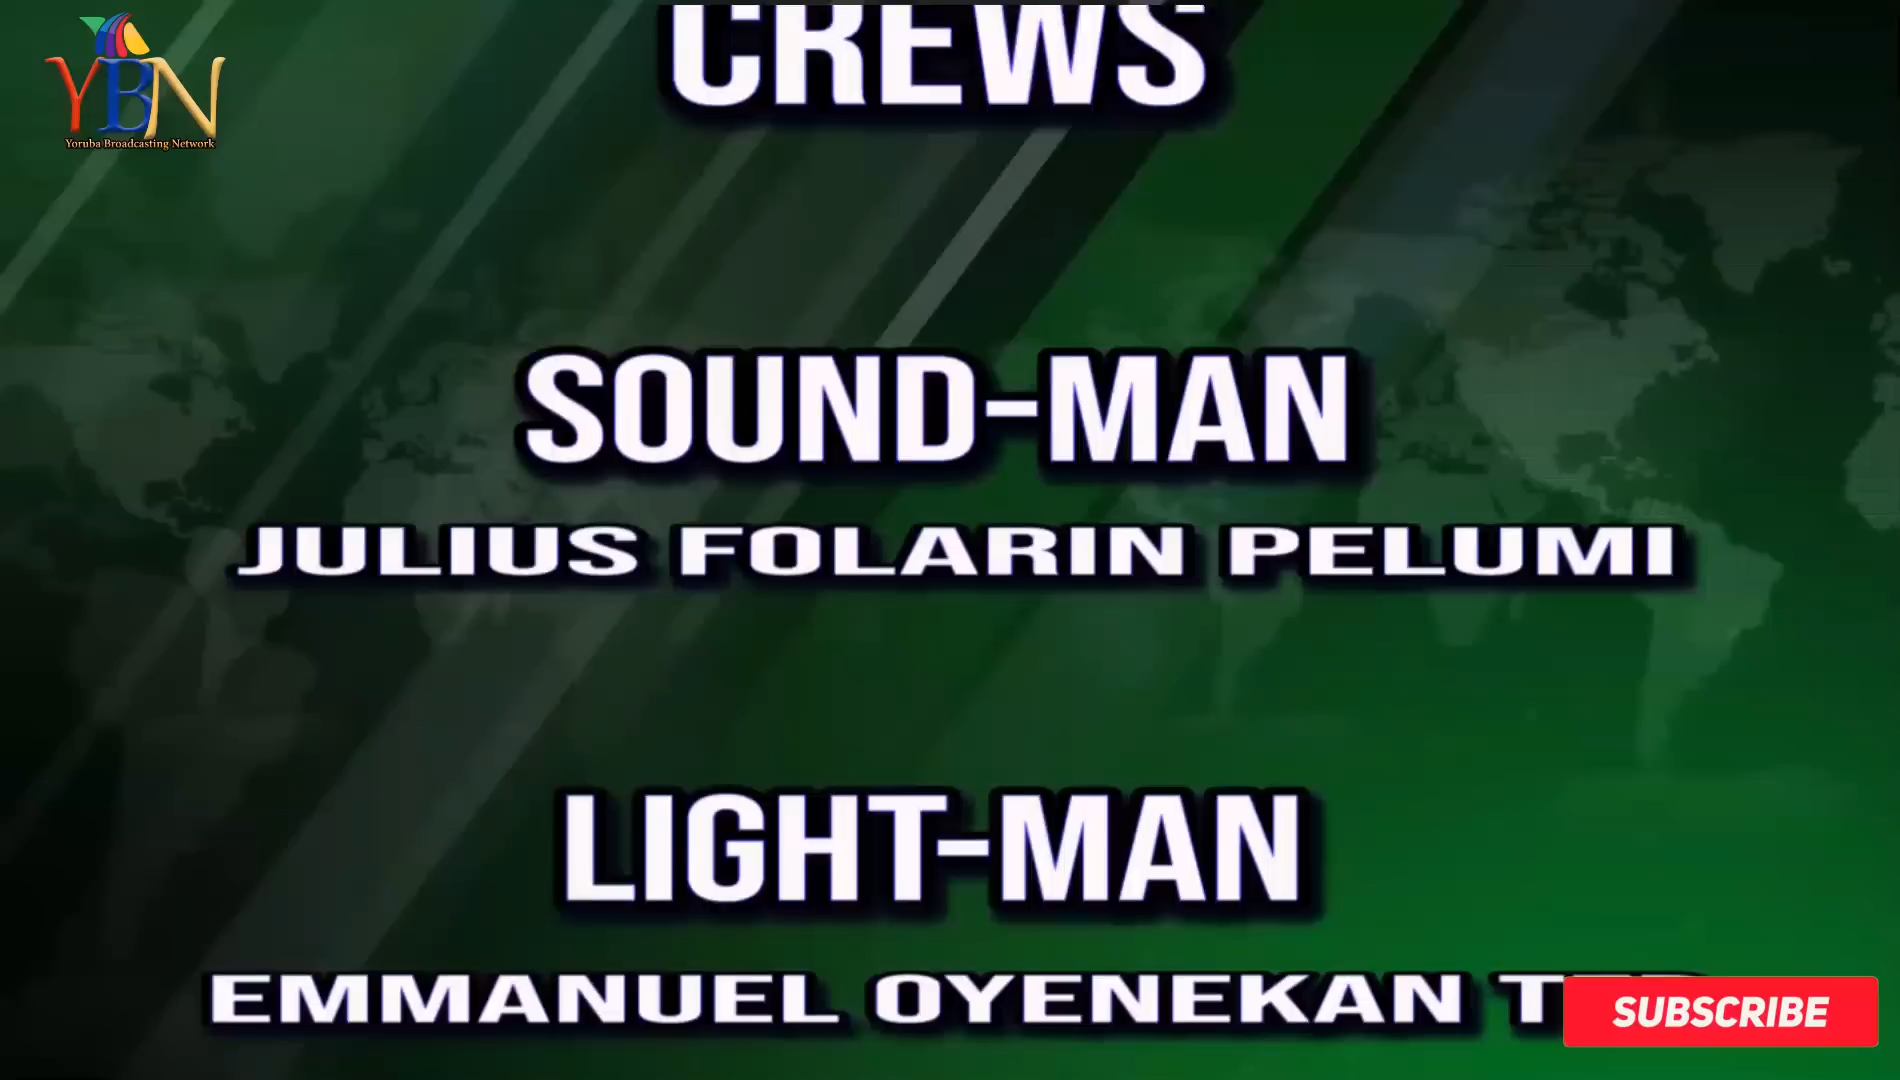 CREWS
YBN
Yoruba Broadcasting Network
SOUND-MAN
JULIUS FOLARIN PELUMI
LIGHT-MAN
EMMANUEL OYENEKAN
SUBSCRIBE